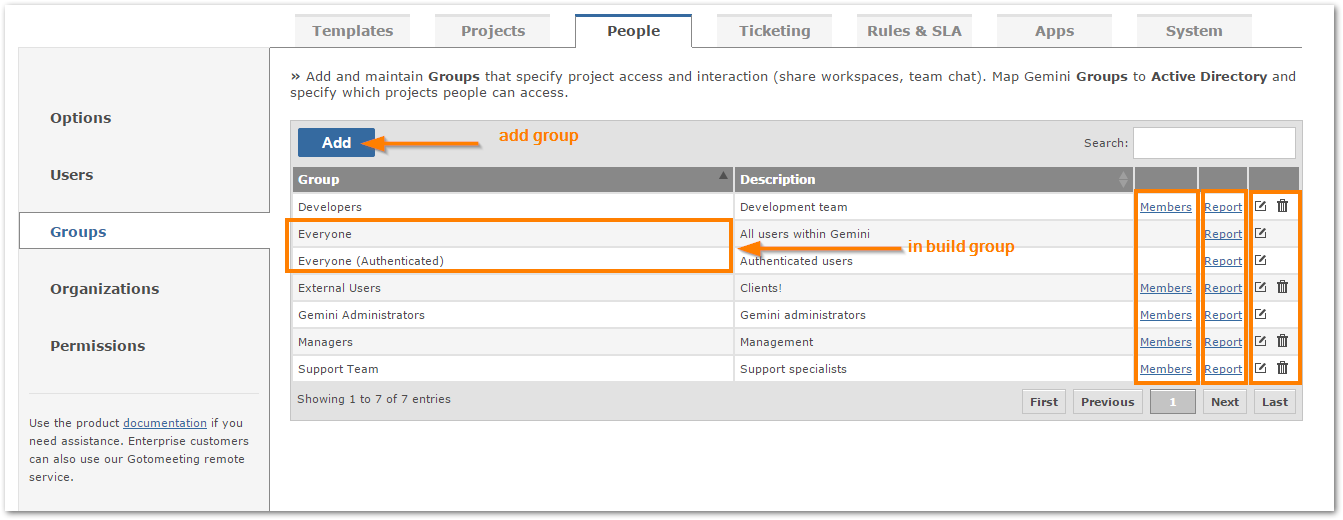 Templates Projects People Ticketing Rules & SLA Apps System
Options
Users
Groups
Organizations
Permissions
Use the product documentation if you
need assistance. Enterprise customers
can also use our Gotomeeting remote
service.
» Add and maintain Groups that specify project access and interaction (share workspaces, team chat). Map Gemini Groups to Active Directory and
specify which projects people can access.
Add add group Search:
Group Description
Developers Development team Members Report
Everyone All users within Gemini Report
in build group
Everyone (Authenticated) Authenticated users Report
External Users Clients! Members Report
Gemini Administrators Gemini administrators Members Report
Managers Management Members Report
Support Team Support specialists Members Report
Showing 1 to 7 of 7 entries First Previous 1 Next Last